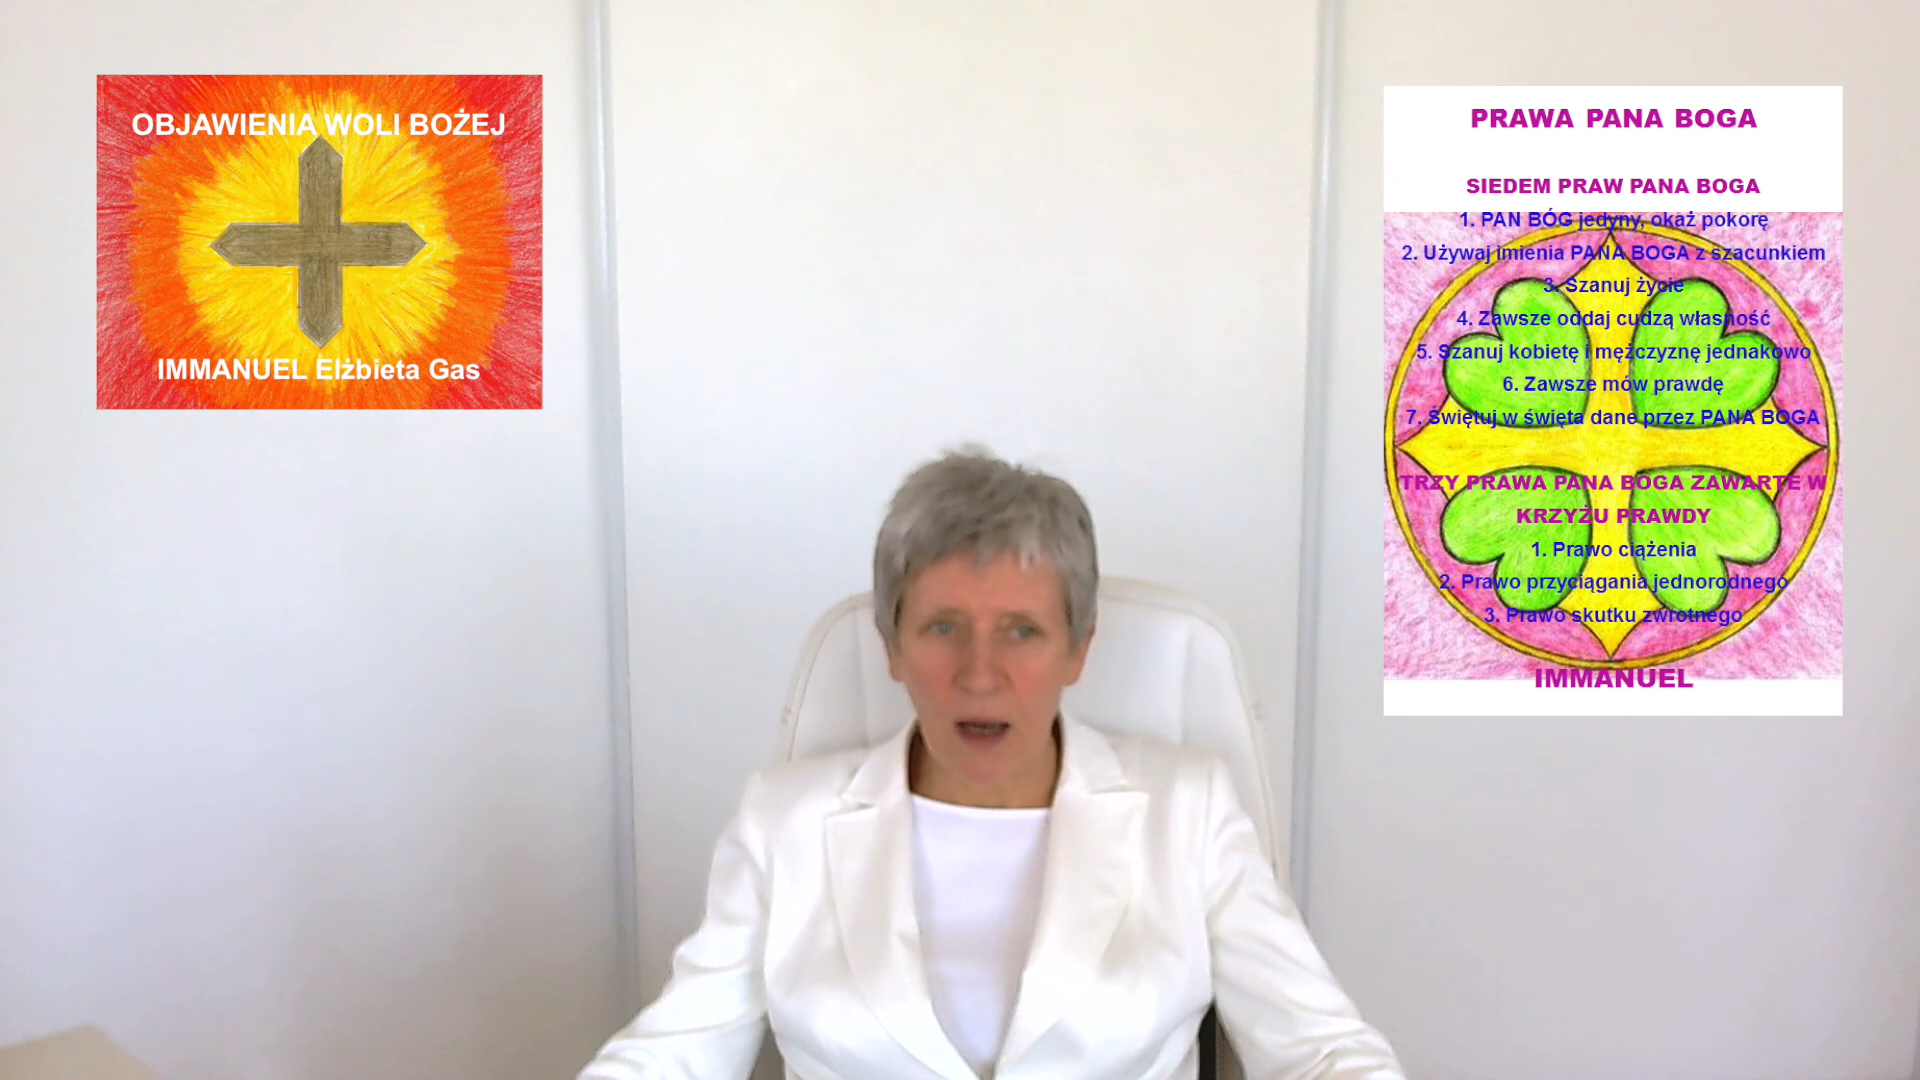 OBJAWIENIA WOLI BOŻEJ
IMMANUEL Elżbieta Gas
PRAWA PANA BOGA
SIEDEM PRAW PANA BOGA
1. PAN BÓG jedyny, okaż pokorę
2. Używaj imienia PANA BOGA z szacunkiem
3. Szanuj życie
4. Zawsze oddaj cudzą własność
5. Szanuj kobietę i mężczyznę jednakowo
6. Zawsze mów prawdę
7. Świętuj w święta dane przez PANA BOGA
TRZY PRAWA PANA BOGA ZAWARTE W
KRZYŻU PRAWDY
1. Prawo ciążenia
2. Prawo przyciągania jednorodnego
3. Prawo skutku zwrotnego
IMMANUEL